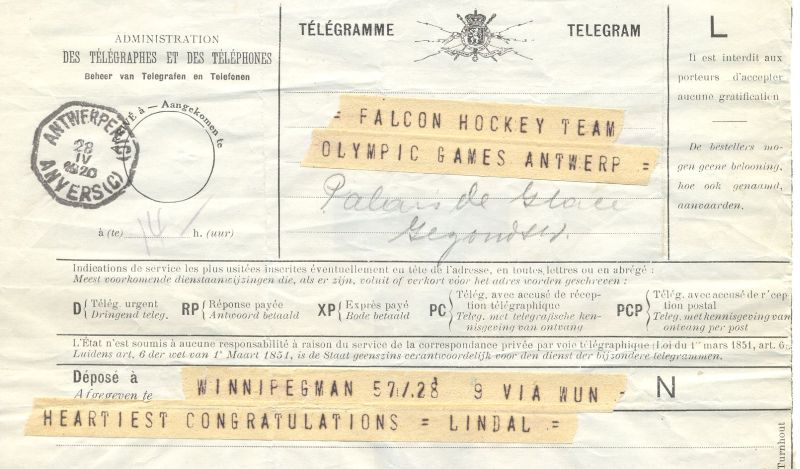 ADMINISTRATION
DES TÉLÉGRAPHES ET DES TÉLÉPHONES
Beheer van Telegrafen en Telefonen
ANTWERPEN(C)
28
IV
1920
ANVERS(C)
É à – Aangekomen te
à (te) h. (uur)
TÉLÉGRAMME
TELEGRAM
= FALCON HOCKEY TEAM
OLYMPIC GAMES ANTWERP =
Palais de Glace
L
Il est interdit aux
porteurs d'accepter
aucune gratification
De bestellers mo-
gen geene belooning,
hoe ook genaamd,
aanvaarden.
Indications de service les plus usitées inscrites éventuellement en tête de l'adresse, en toutes lettres ou en abrégé :
Meest voorkomende dienstaanwijzingen die, als er zijn, voluit of verkort vóór het adres worden geschreven :
D { Télég. urgent
Dringend teleg.
RP { Réponse payée
Antwoord betaald
XP { Exprès payé
Bode betaald
PC { Télég. avec accusé de récep-
tion télégraphique
Teleg. met telegrafische ken-
nisgeving van ontvang
PCP { Télég. avec accusé de r'cep
tion postal
Teleg. met kennisgeving van
ontvang per post
L'État n'est soumis à aucune responsabilité à raison du service de la correspondance privée par voie télégraphique (Loi du 1er mars 1851, art. 6.
Luidens art. 6 der wet van 1e Maart 1851, is de Staat geenszins verantwoordelijk voor den dienst der bijzondere telegrammen.
Déposé à
Afgegeven te
WINNIPEGMAN 57/.28 9 VIA WUN =
N
HEARTIEST CONGRATULATIONS = LINDAL =
Turnhout